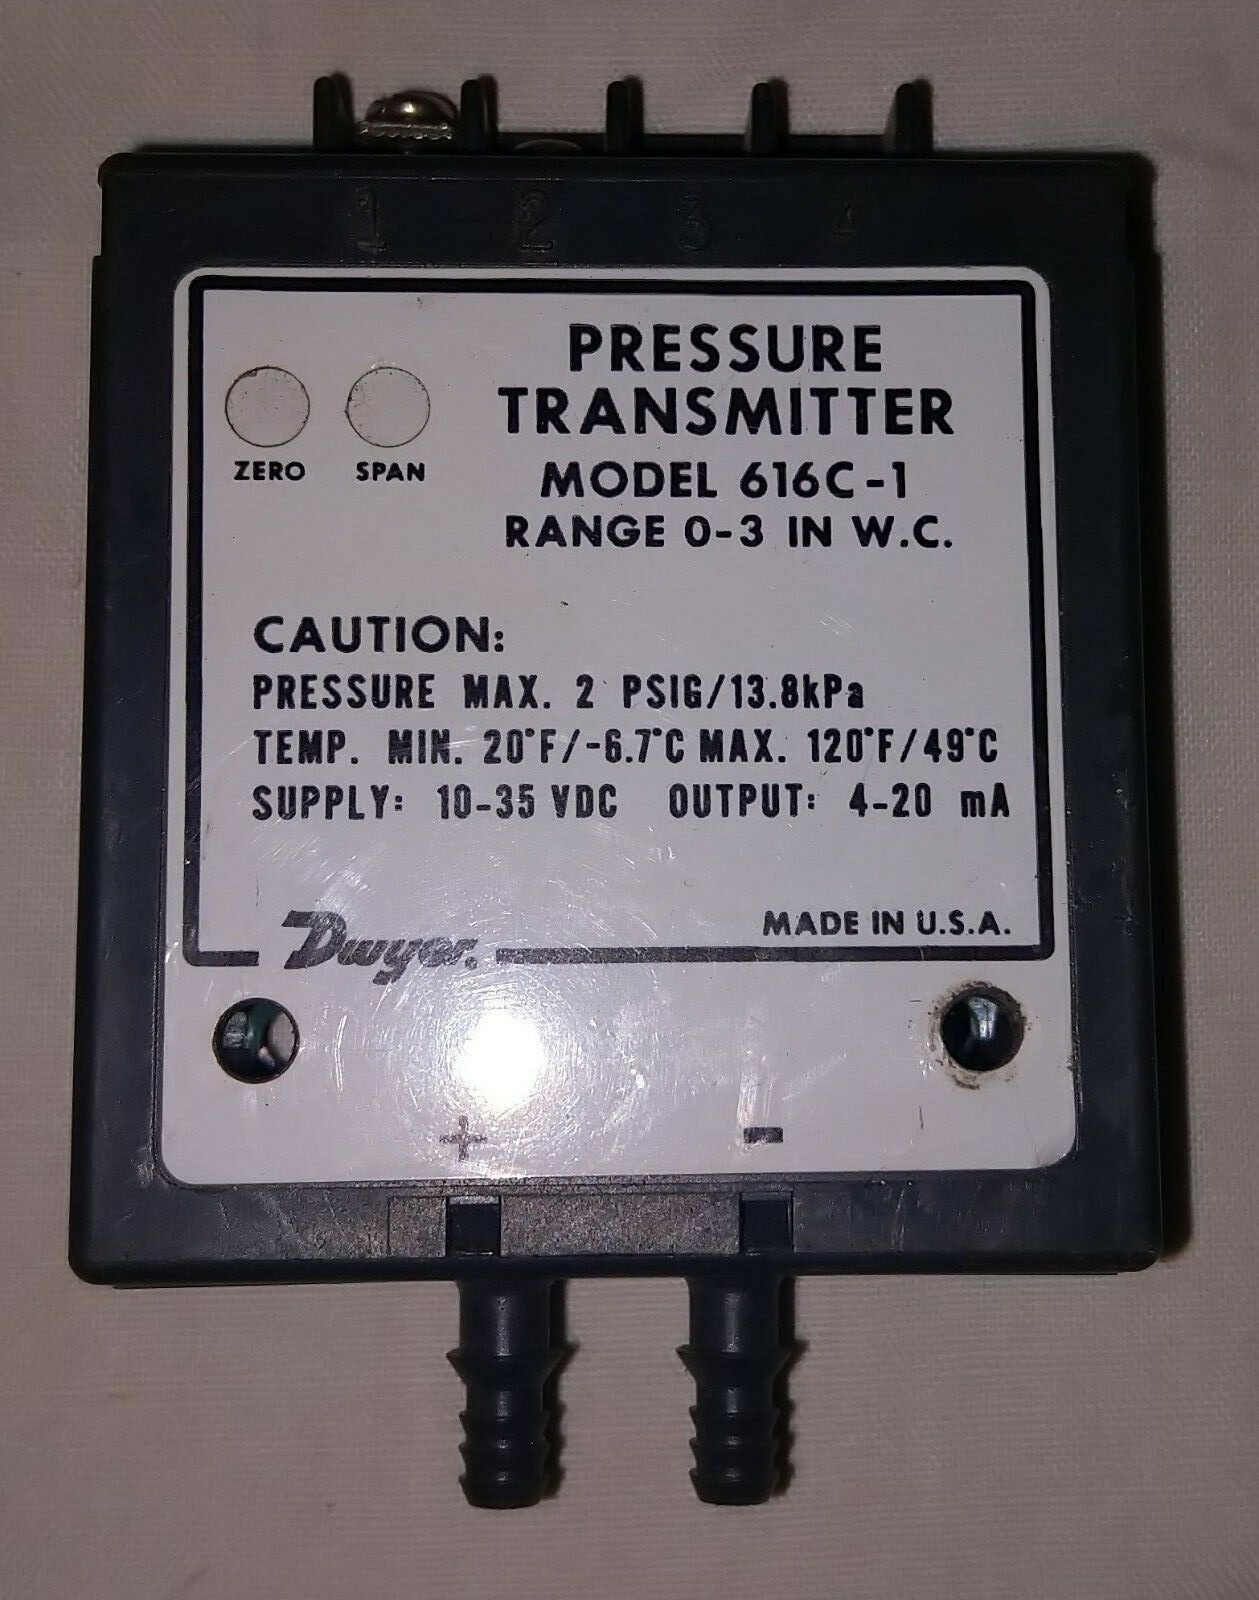 1 2 3 4
PRESSURE
TRANSMITTER
MODEL 616C-1
RANGE 0-3 IN W.C.
ZERO SPAN
CAUTION:
PRESSURE MAX. 2 PSIG/13.8kPa
TEMP. MIN. 20°F/-6.7°C MAX. 120°F/49°C
SUPPLY: 10-35 VDC OUTPUT: 4-20 mA
Dwyer.
MADE IN U.S.A.
+ -